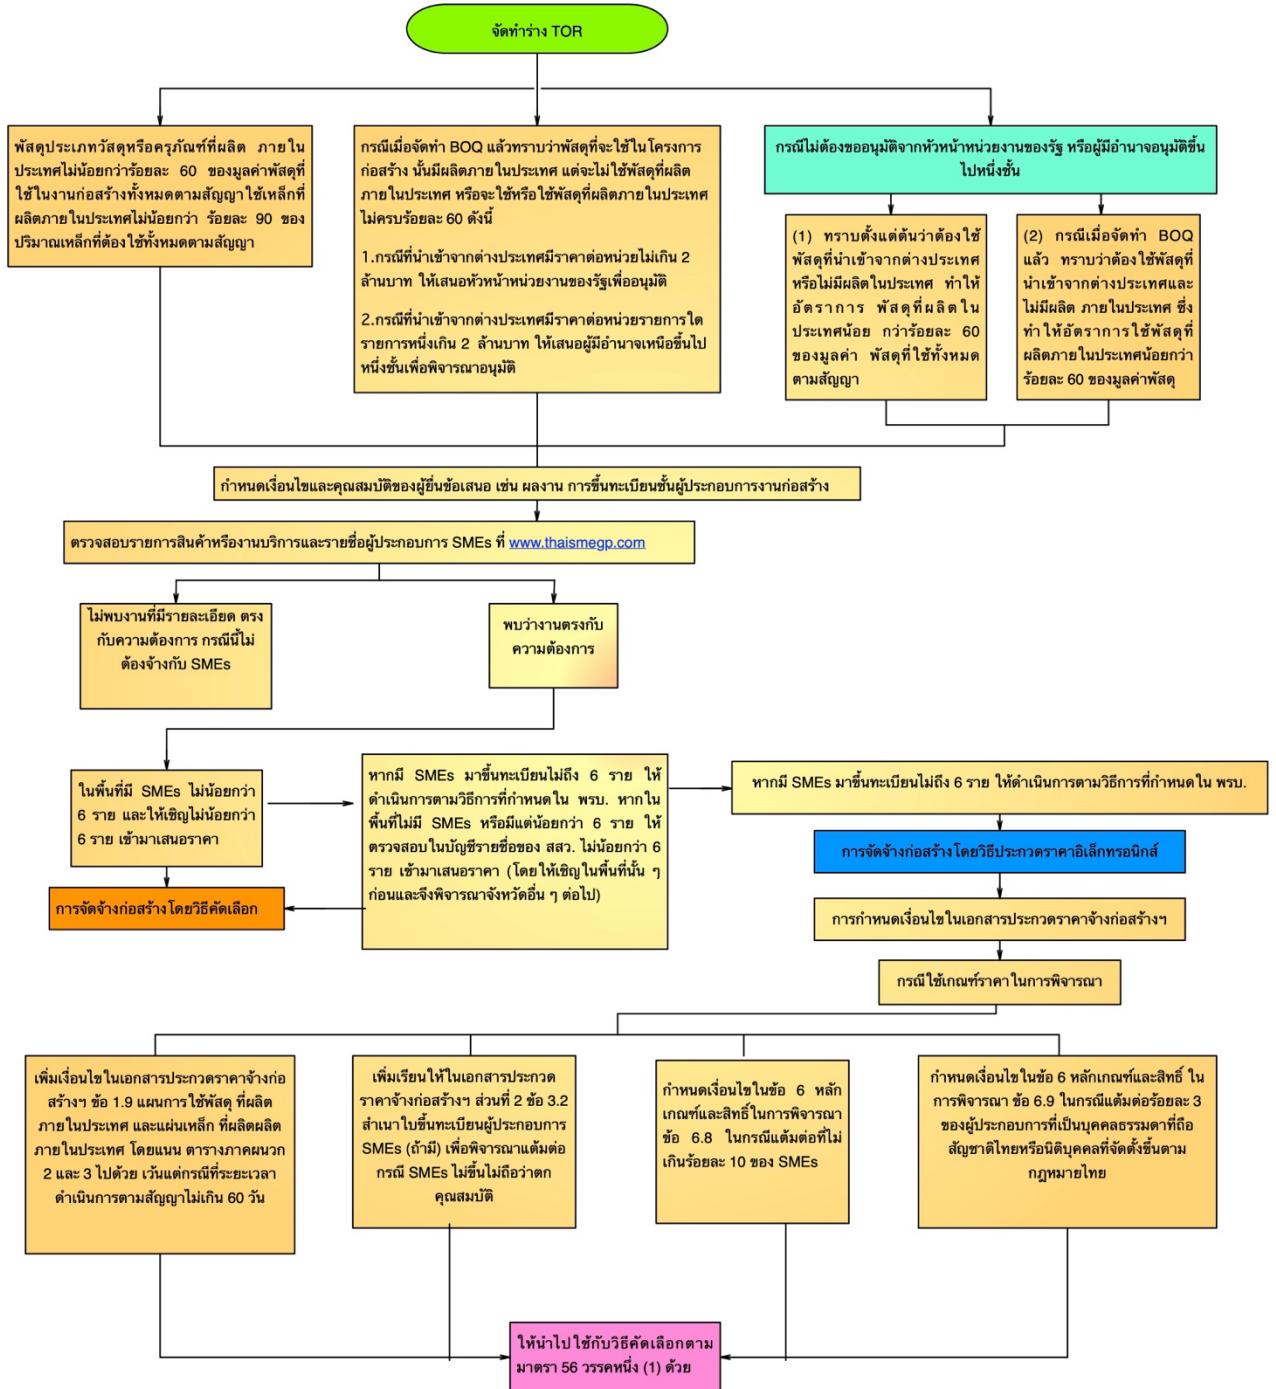 จัดทำร่าง TOR
พัสดุประเภทวัสดุหรือครุภัณฑ์ที่ผลิต ภายใน
ประเทศไม่น้อยกว่าร้อยละ 60 ของมูลค่าพัสดุที่
ใช้ในงานก่อสร้างทั้งหมดตามสัญญา ใช้เหล็กที่
ผลิตภายในประเทศไม่น้อยกว่า ร้อยละ 90 ของ
ปริมาณเหล็กที่ต้องใช้ทั้งหมดตามสัญญา
กรณีเมื่อจัดทำ BOQ แล้วทราบว่าพัสดุที่จะใช้ในโครงการ
ก่อสร้าง นั้นมีผลิตภายในประเทศ แต่จะไม่ใช้พัสดุที่ผลิต
ภายในประเทศ หรือจะใช้หรือใช้พัสดุที่ผลิตภายในประเทศ
ไม่ครบร้อยละ 60 ดังนี้
1.กรณีที่นำเข้าจากต่างประเทศมีราคาต่อหน่วยไม่เกิน 2
ล้านบาท ให้เสนอหัวหน้าหน่วยงานของรัฐเพื่ออนุมัติ
2.กรณีที่นำเข้าจากต่างประเทศมีราคาต่อหน่วยรายการใด
รายการหนึ่งเกิน 2 ล้านบาท ให้เสนอผู้มีอำนาจเหนือขึ้นไป
หนึ่งชั้นเพื่อพิจารณาอนุมัติ
กรณีไม่ต้องขออนุมัติจากหัวหน้าหน่วยงานของรัฐ หรือผู้มีอำนาจอนุมัติขึ้น
ไปหนึ่งชั้น
(1) ทราบตั้งแต่ต้นว่าต้องใช้
พัสดุที่นำเข้าจากต่างประเทศ
หรือไม่มีผลิตในประเทศ ทำให้
อัตราการ พัสดุที่ผลิตใน
ประเทศน้อย กว่าร้อยละ 60
ของมูลค่า พัสดุที่ใช้ทั้งหมด
ตามสัญญา
(2) กรณีเมื่อจัดทำ BOQ
แล้ว ทราบว่าต้องใช้พัสดุที่
นำเข้าจากต่างประเทศและ
ไม่มีผลิต ภายในประเทศ ซึ่ง
ทำให้อัตราการใช้พัสดุที่
ผลิตภายในประเทศน้อยกว่า
ร้อยละ 60 ของมูลค่าพัสดุ
กำหนดเงื่อนไขและคุณสมบัติของผู้ยื่นข้อเสนอ เช่น ผลงาน การขึ้นทะเบียนชั้นผู้ประกอบการงานก่อสร้าง
ตรวจสอบรายการสินค้าหรืองานบริการและรายชื่อผู้ประกอบการ SMEs ที่ www.thaismegp.com
ไม่พบงานที่มีรายละเอียด ตรง
กับความต้องการ กรณีนี้ไม่
ต้องจ้างกับ SMEs
พบว่างานตรงกับ
ความต้องการ
ในพื้นที่มี SMEs ไม่น้อยกว่า
6 ราย และให้เชิญไม่น้อยกว่า
6 ราย เข้ามาเสนอราคา
การจัดจ้างก่อสร้างโดยวิธีคัดเลือก
หากมี SMEs มาขึ้นทะเบียนไม่ถึง 6 ราย ให้
ดำเนินการตามวิธีการที่กำหนดใน พรบ. หากใน
พื้นที่ไม่มี SMEs หรือมีแต่น้อยกว่า 6 ราย ให้
ตรวจสอบในบัญชีรายชื่อของ สสว. ไม่น้อยกว่า 6
ราย เข้ามาเสนอราคา (โดยให้เชิญในพื้นที่นั้น ๆ
ก่อนและจึงพิจารณาจังหวัดอื่น ๆ ต่อไป)
หากมี SMEs มาขึ้นทะเบียนไม่ถึง 6 ราย ให้ดำเนินการตามวิธีการที่กำหนดใน พรบ.
การจัดจ้างก่อสร้างโดยวิธีประกวดราคาอิเล็กทรอนิกส์
การกำหนดเงื่อนไขในเอกสารประกวดราคาจ้างก่อสร้างฯ
กรณีใช้เกณฑ์ราคาในการพิจารณา
เพิ่มเงื่อนไขในเอกสารประกวดราคาจ้างก่อ
สร้างฯ ข้อ 1.9 แผนการใช้พัสดุ ที่ผลิต
ภายในประเทศ และแผ่นเหล็ก ที่ผลิตผลิต
ภายในประเทศ โดยแนน ตารางภาคผนวก
2 และ 3 ไปด้วย เว้นแต่กรณีที่ระยะเวลา
ดำเนินการตามสัญญาไม่เกิน 60 วัน
เพิ่มเรียนให้ในเอกสารประกวด
ราคาจ้างก่อสร้างฯ ส่วนที่ 2 ข้อ 3.2
สำเนาใบขึ้นทะเบียนผู้ประกอบการ
SMEs (ถ้ามี) เพื่อพิจารณาแต้มต่อ
กรณี SMEs ไม่ขึ้นไม่ถือว่าตก
คุณสมบัติ
กำหนดเงื่อนไขในข้อ 6 หลัก
เกณฑ์และสิทธิ์ในการพิจารณา
ข้อ 6.8 ในกรณีแต้มต่อที่ไม่
เกินร้อยละ 10 ของ SMEs
กำหนดเงื่อนไขในข้อ 6 หลักเกณฑ์และสิทธิ์ ใน
การพิจารณา ข้อ 6.9 ในกรณีแต้มต่อร้อยละ 3
ของผู้ประกอบการที่เป็นบุคคลธรรมดาที่ถือ
สัญชาติไทยหรือนิติบุคคลที่จัดตั้งขึ้นตาม
กฎหมายไทย
ให้นำไปใช้กับวิธีคัดเลือกตาม
มาตรา 56 วรรคหนึ่ง (1) ด้วย